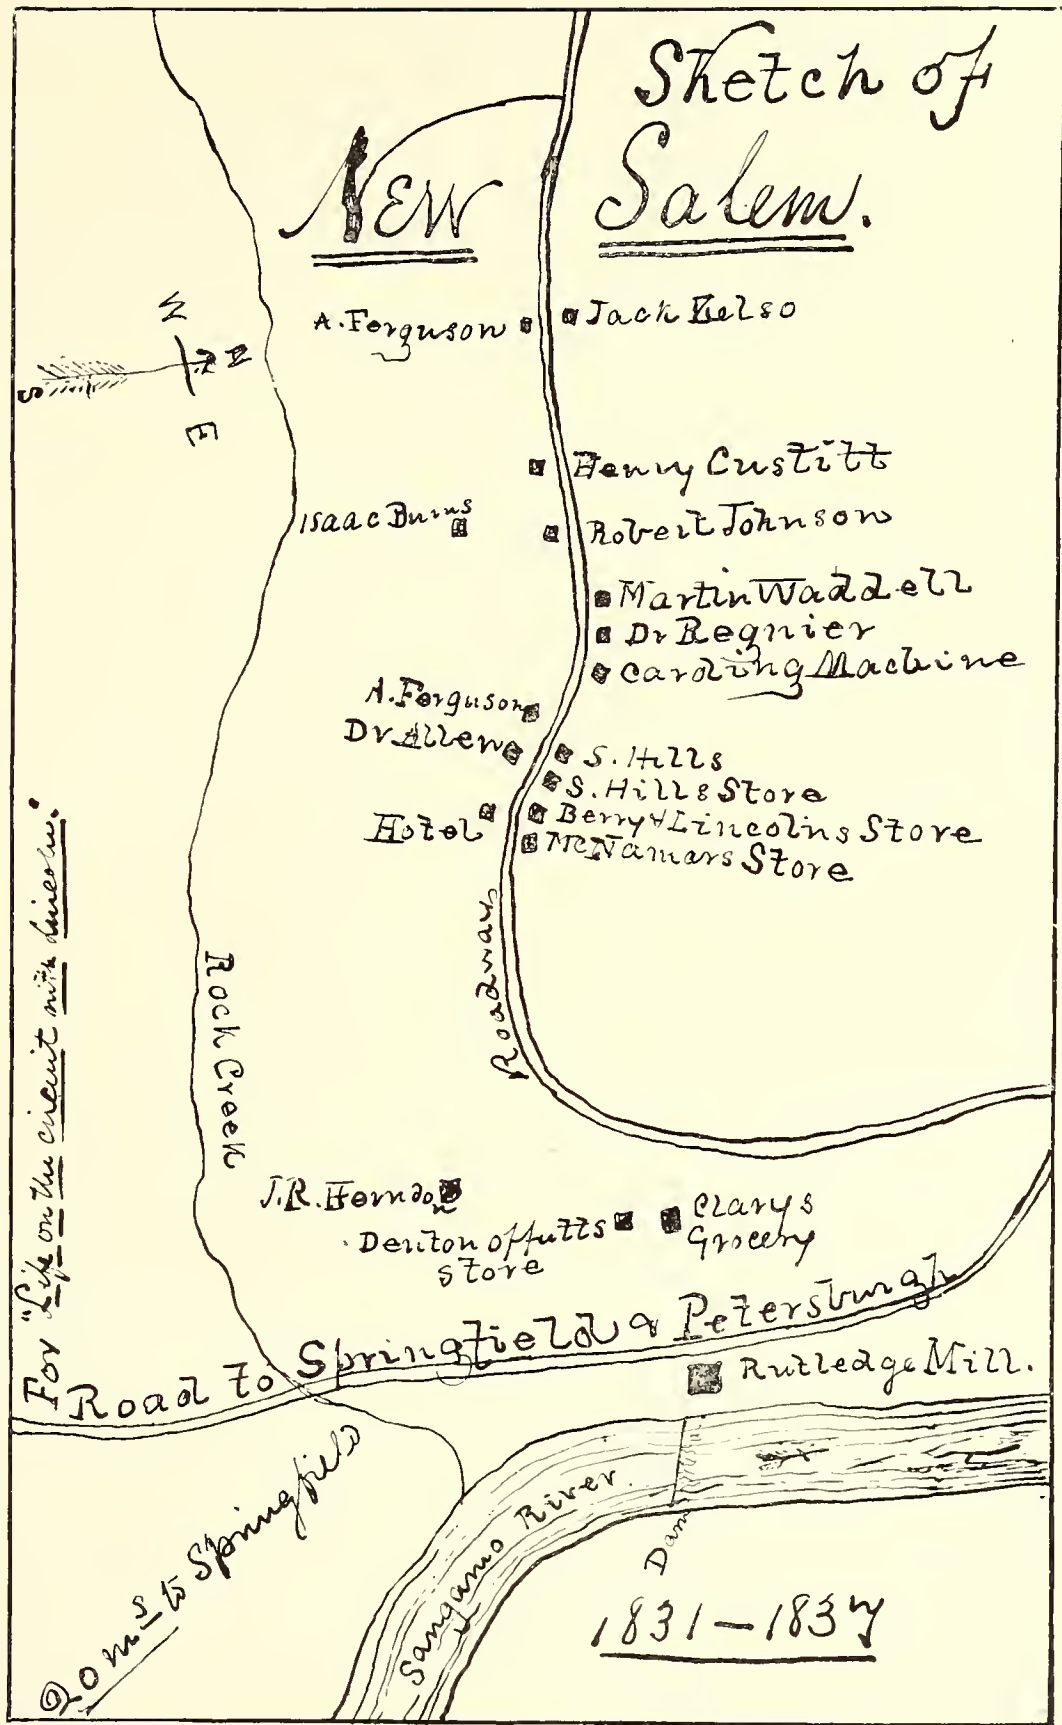 Sketch of
New Salem.
A. Ferguson
Jack Kelso
W
N
S
E
Henry Custitt
Isaac Burns
Robert Johnson
Martin Waddell
Dr Regnier
Carding Machine
A. Ferguson
Dr Allen
S. Hills
S. Hills Store
Hotel
Berry & Lincolns Store
McNamars Store
Roadway
Rock Creek
For "Life on the circuit with Lincoln."
J. R. Herndon
Denton offutts
store
Clarys
Grocery
Road to Springfield & Petersburgh
Rutledge Mill.
20 m.s to Springfield
Sangamo River
Dam
1831-1837